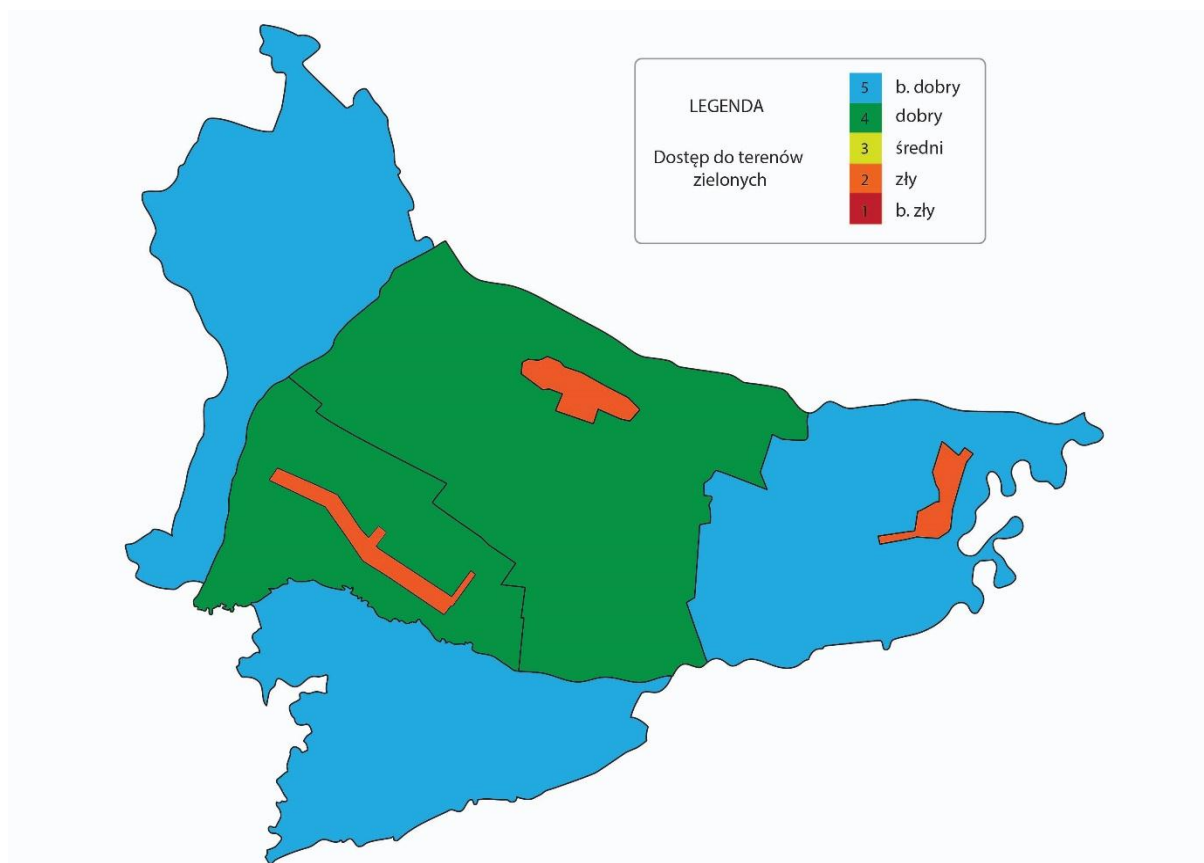 LEGENDA
Dostęp do terenów
zielonych
5 b. dobry
4 dobry
3 średni
2 zły
1 b. zły